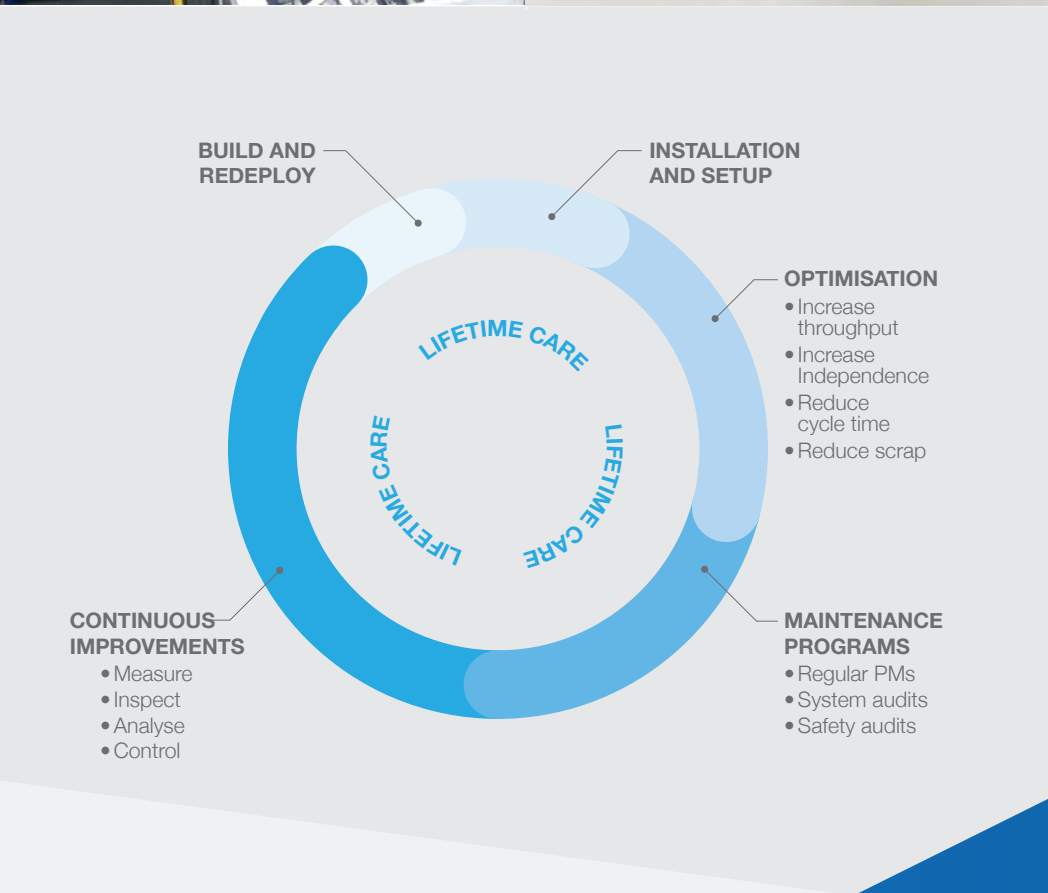 BUILD AND
REDEPLOY
INSTALLATION
AND SETUP
OPTIMISATION
• Increase
throughput
• Increase
Independence
• Reduce
cycle time
• Reduce scrap
MAINTENANCE
PROGRAMS
• Regular PMs
• System audits
• Safety audits
CONTINUOUS
IMPROVEMENTS
• Measure
• Inspect
• Analyse
• Control
LIFETIME CARE
LIFETIME CARE
LIFETIME CARE